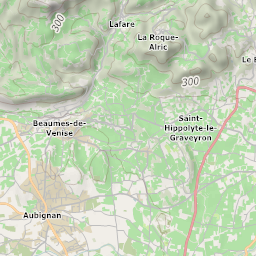 300
Lafare
La Roque-
Alric
300
Le
Beaumes-de-
Venise
Saint-
Hippolyte-le-
Graveyron
Aubignan